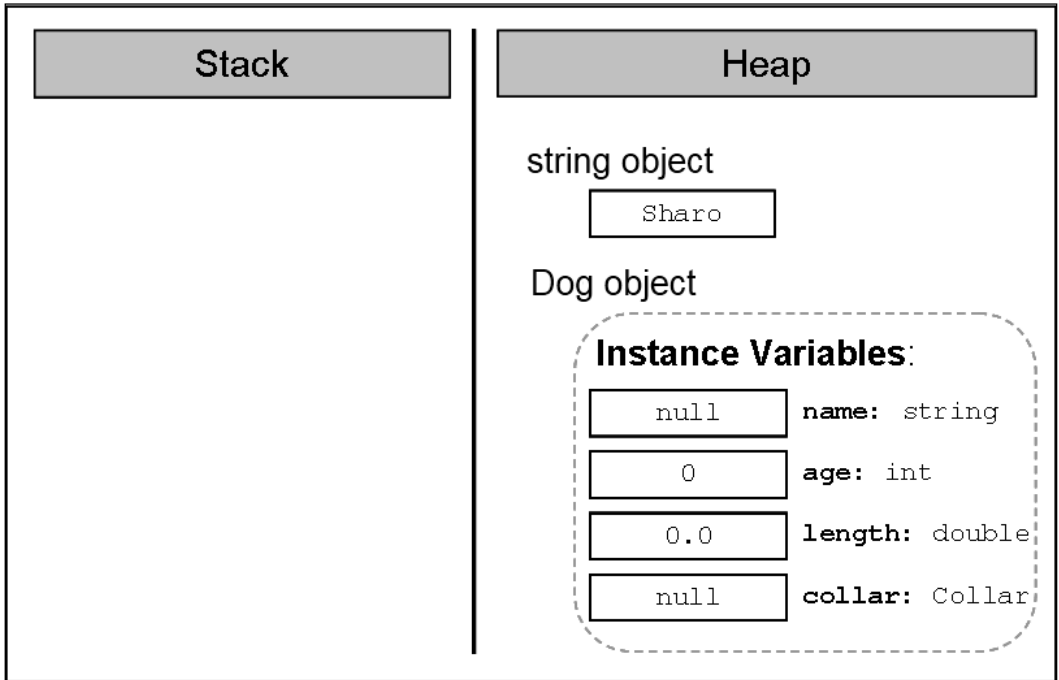 Stack
Heap
string object
Sharo
Dog object
Instance Variables:
null name: string
0 age: int
0.0 length: double
null collar: Collar